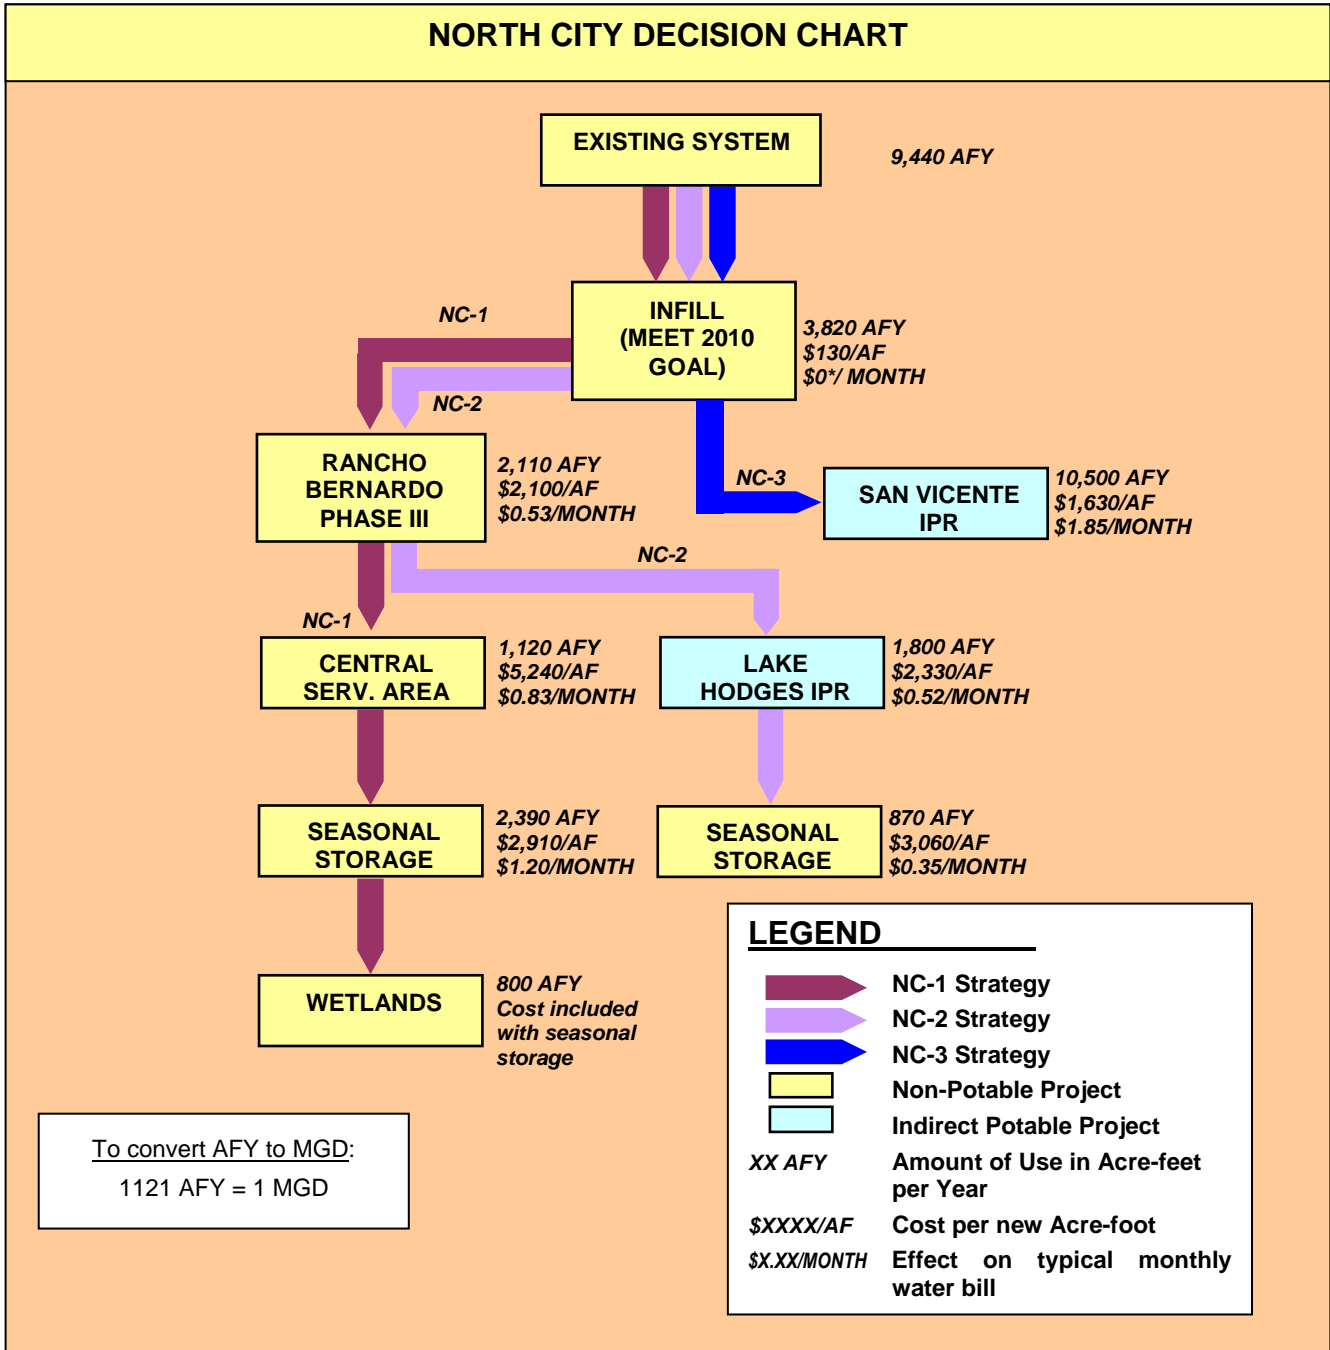 NORTH CITY DECISION CHART
EXISTING SYSTEM
9,440 AFY
NC-1
INFILL
(MEET 2010
GOAL)
3,820 AFY
$130/AF
$0*/ MONTH
NC-2
RANCHO
BERNARDO
PHASE III
2,110 AFY
$2,100/AF
$0.53/MONTH
NC-3
SAN VICENTE
IPR
10,500 AFY
$1,630/AF
$1.85/MONTH
NC-2
NC-1
CENTRAL
SERV. AREA
1,120 AFY
$5,240/AF
$0.83/MONTH
LAKE
HODGES IPR
1,800 AFY
$2,330/AF
$0.52/MONTH
SEASONAL
STORAGE
2,390 AFY
$2,910/AF
$1.20/MONTH
SEASONAL
STORAGE
870 AFY
$3,060/AF
$0.35/MONTH
WETLANDS
800 AFY
Cost included
with seasonal
storage
LEGEND
NC-1 Strategy
NC-2 Strategy
NC-3 Strategy
Non-Potable Project
Indirect Potable Project
XX AFY Amount of Use in Acre-feet
per Year
$XXXX/AF Cost per new Acre-foot
$X.XX/MONTH Effect on typical monthly
water bill
To convert AFY to MGD:
1121 AFY = 1 MGD